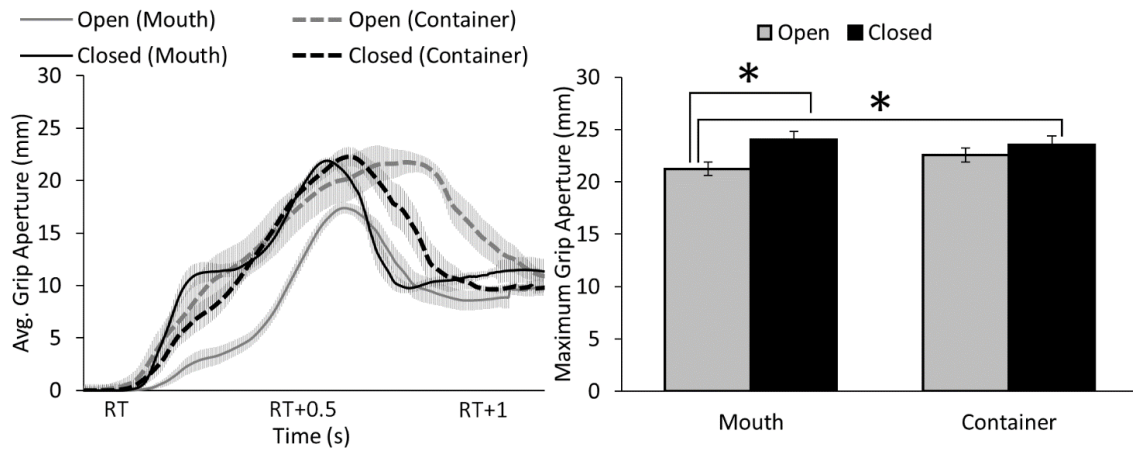 Open (Mouth)
Open (Container)
Closed (Mouth)
Closed (Container)
Avg. Grip Aperture (mm)
30
25
20
15
10
5
0
RT
RT+0.5
RT+1
Time (s)
Open
Closed
Maximum Grip Aperture (mm)
30
25
20
15
10
5
0
*
*
Mouth
Container